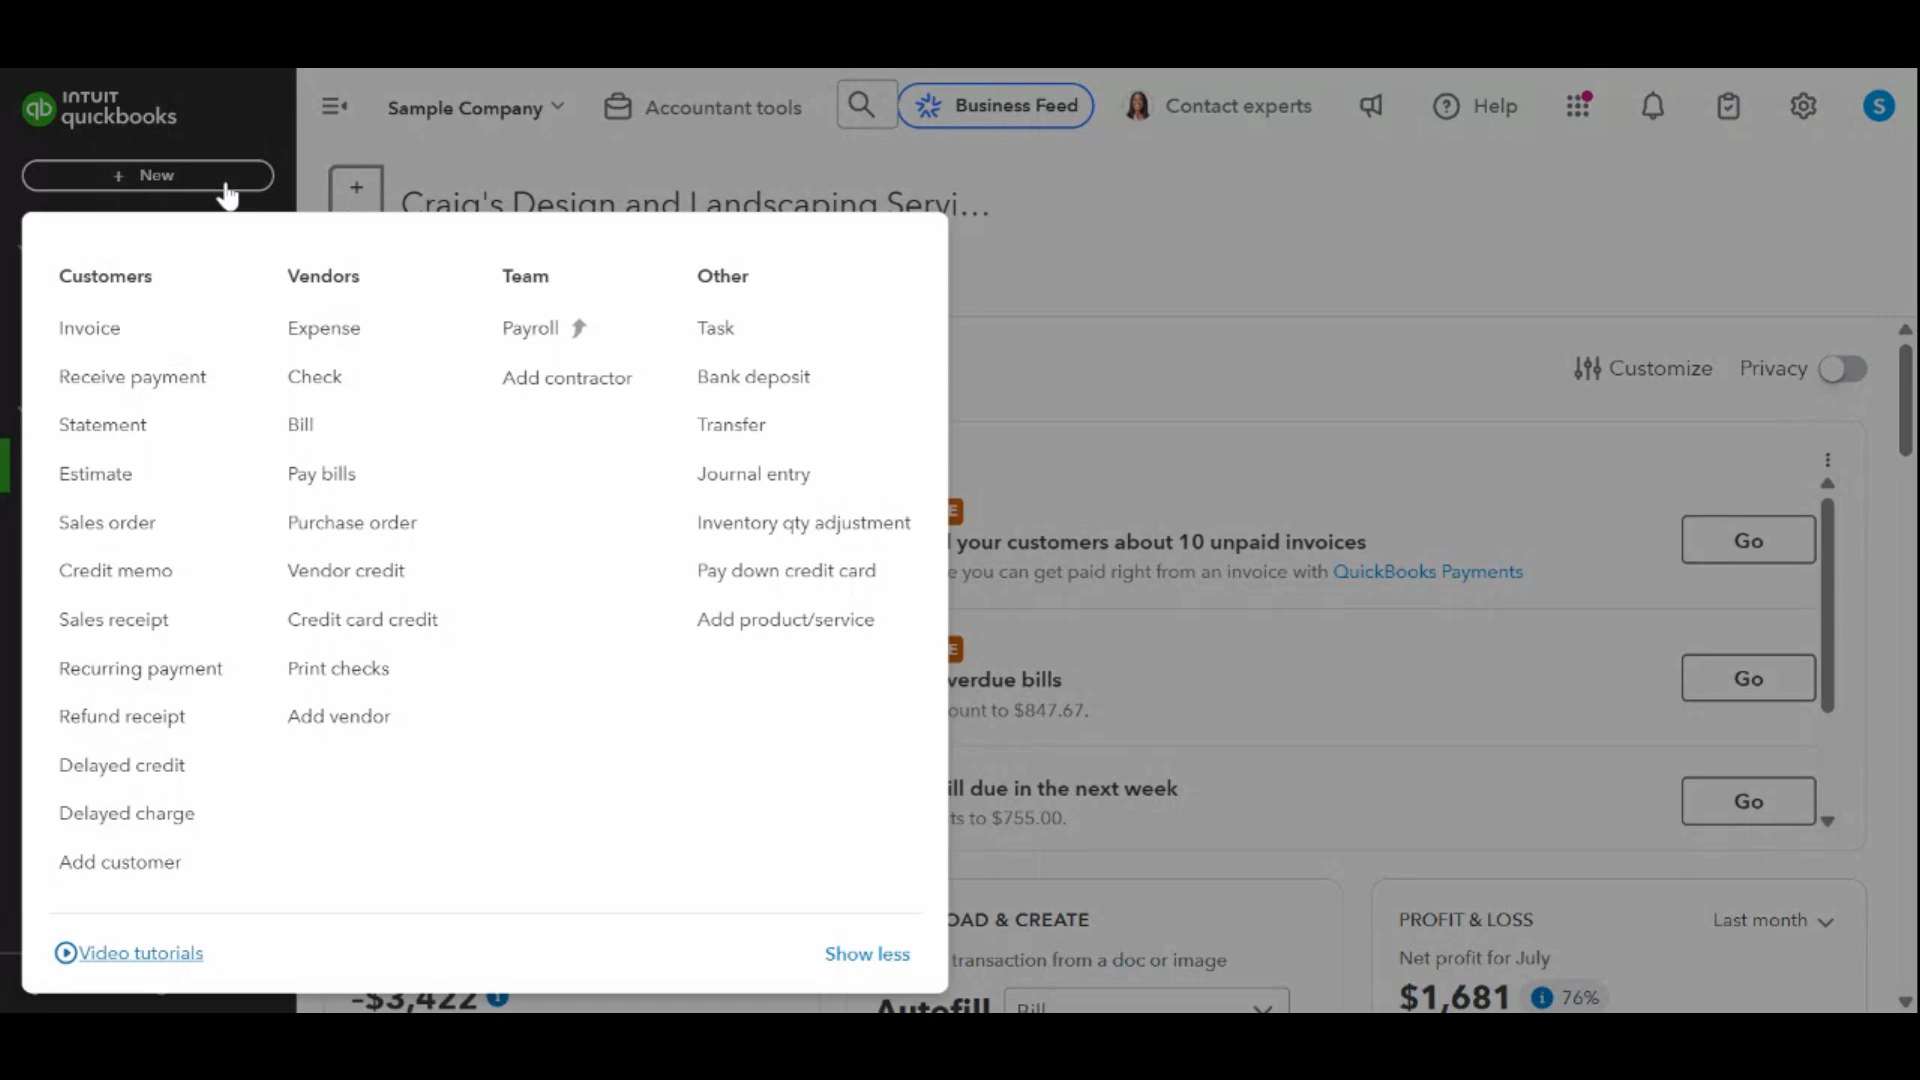 INTUIT
quickbooks
Sample Company
Accountant tools
Business Feed
Contact experts
Help
S
+ New
+
Craig's Design and Landscaping Servi...
Customers
Invoice
Receive payment
Statement
Estimate
Sales order
Credit memo
Sales receipt
Recurring payment
Refund receipt
Delayed credit
Delayed charge
Add customer
Vendors
Expense
Check
Bill
Pay bills
Purchase order
Vendor credit
Credit card credit
Print checks
Add vendor
Team
Payroll
Add contractor
Other
Task
Bank deposit
Transfer
Journal entry
Inventory qty adjustment
Pay down credit card
Add product/service
Video tutorials
Show less
Customize
Privacy
E
your customers about 10 unpaid invoices
e you can get paid right from an invoice with QuickBooks Payments
Go
E
verdue bills
ount to $847.67.
Go
ill due in the next week
ts to $755.00.
Go
OAD & CREATE
transaction from a doc or image
Autofill
Bill
PROFIT & LOSS
Last month
Net profit for July
$1,681
76%
-$3,422